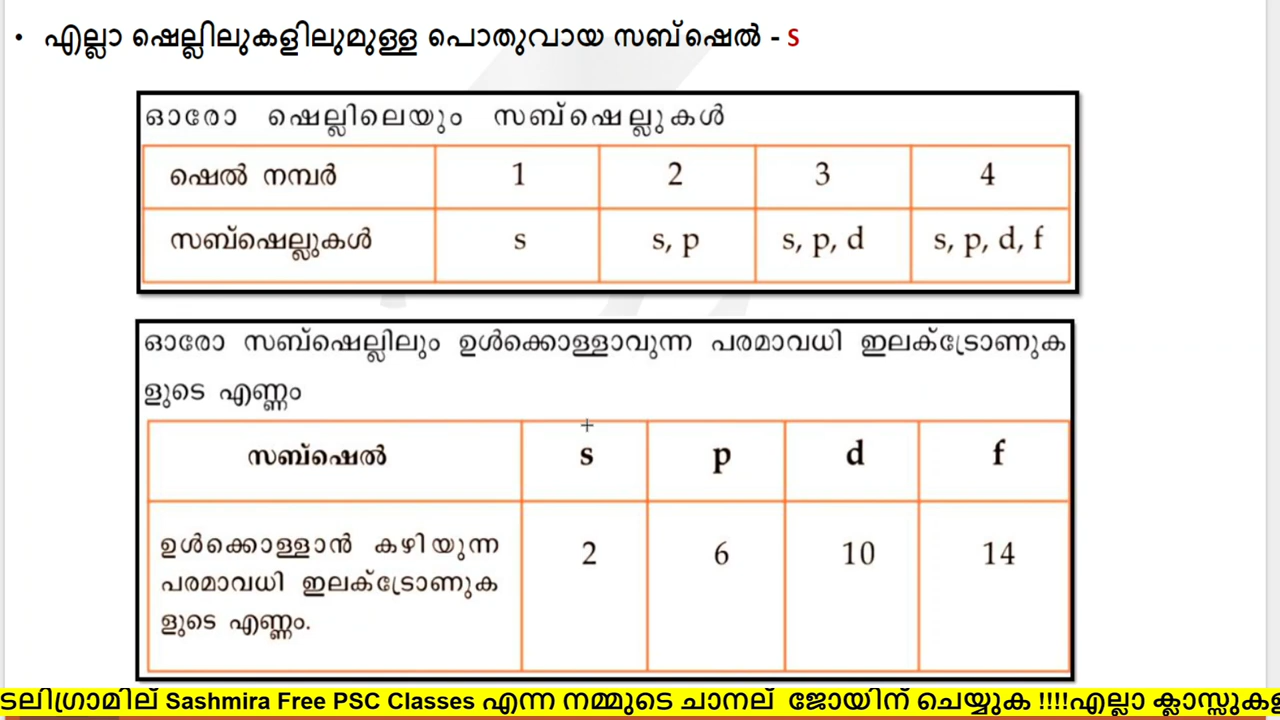 • എല്ലാ ഷെല്ലിലുകളിലുമുള്ള പൊതുവായ സബ്ഷെൽ - s
ഓരോ ഷെല്ലിലെയും സബ്ഷെല്ലുകൾ
ഷെൽ നമ്പർ 1 2 3 4
സബ്ഷെല്ലുകൾ s s, p s, p, d s, p, d, f
ഓരോ സബ്ഷെല്ലിലും ഉൾക്കൊള്ളാവുന്ന പരമാവധി ഇലക്ട്രോണുക
ളുടെ എണ്ണം
സബ്ഷെൽ s p d f
ഉൾക്കൊള്ളാൻ കഴിയുന്ന
പരമാവധി ഇലക്ട്രോണുക
ളുടെ എണ്ണം.
2 6 10 14
ടലിഗ്രാമില് Sashmira Free PSC Classes എന്ന നമ്മുടെ ചാനല് ജോയിന് ചെയ്യുക !!!!എല്ലാ